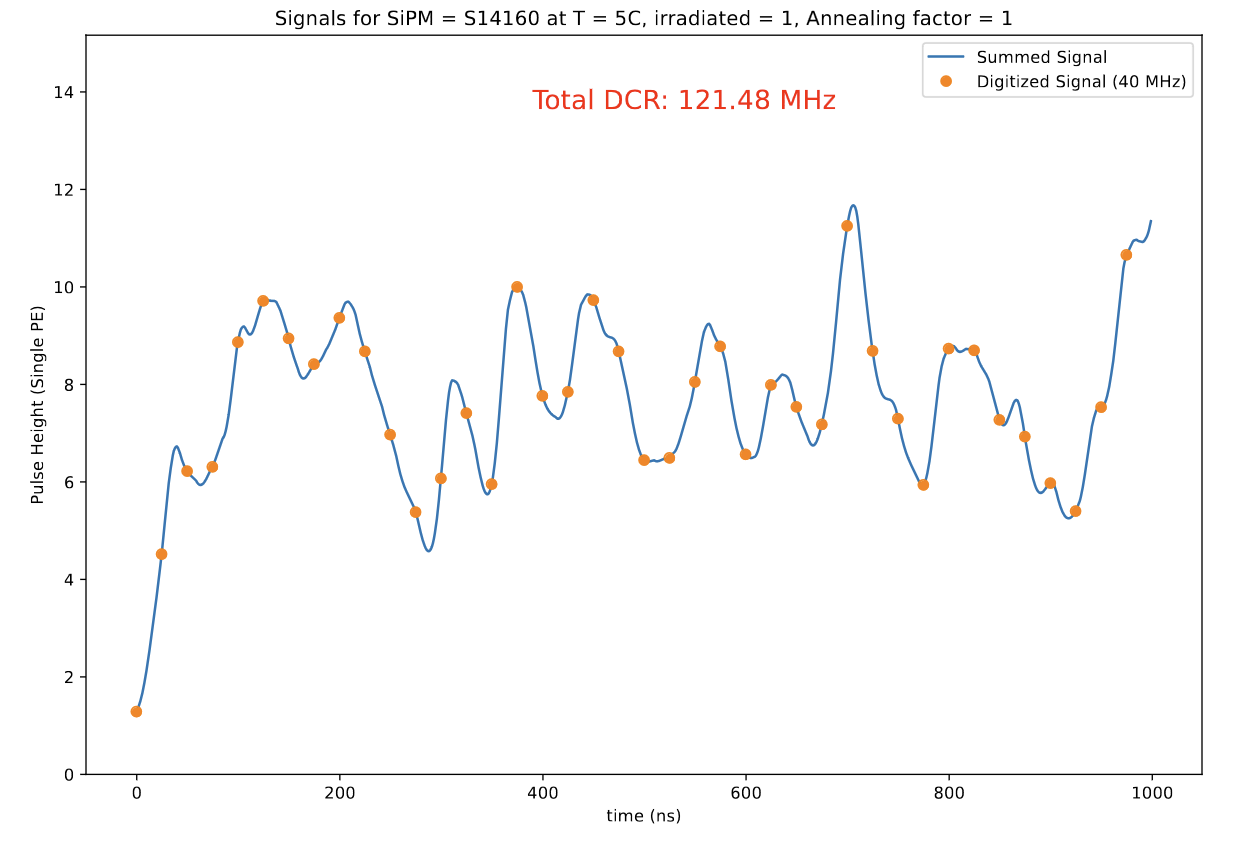 Signals for SiPM = S14160 at T = 5C, irradiated = 1, Annealing factor = 1
Summed Signal
Digitized Signal (40 MHz)
Total DCR: 121.48 MHz
14
12
10
8
6
4
2
0
Pulse Height (Single PE)
0 200 400 600 800 1000
time (ns)